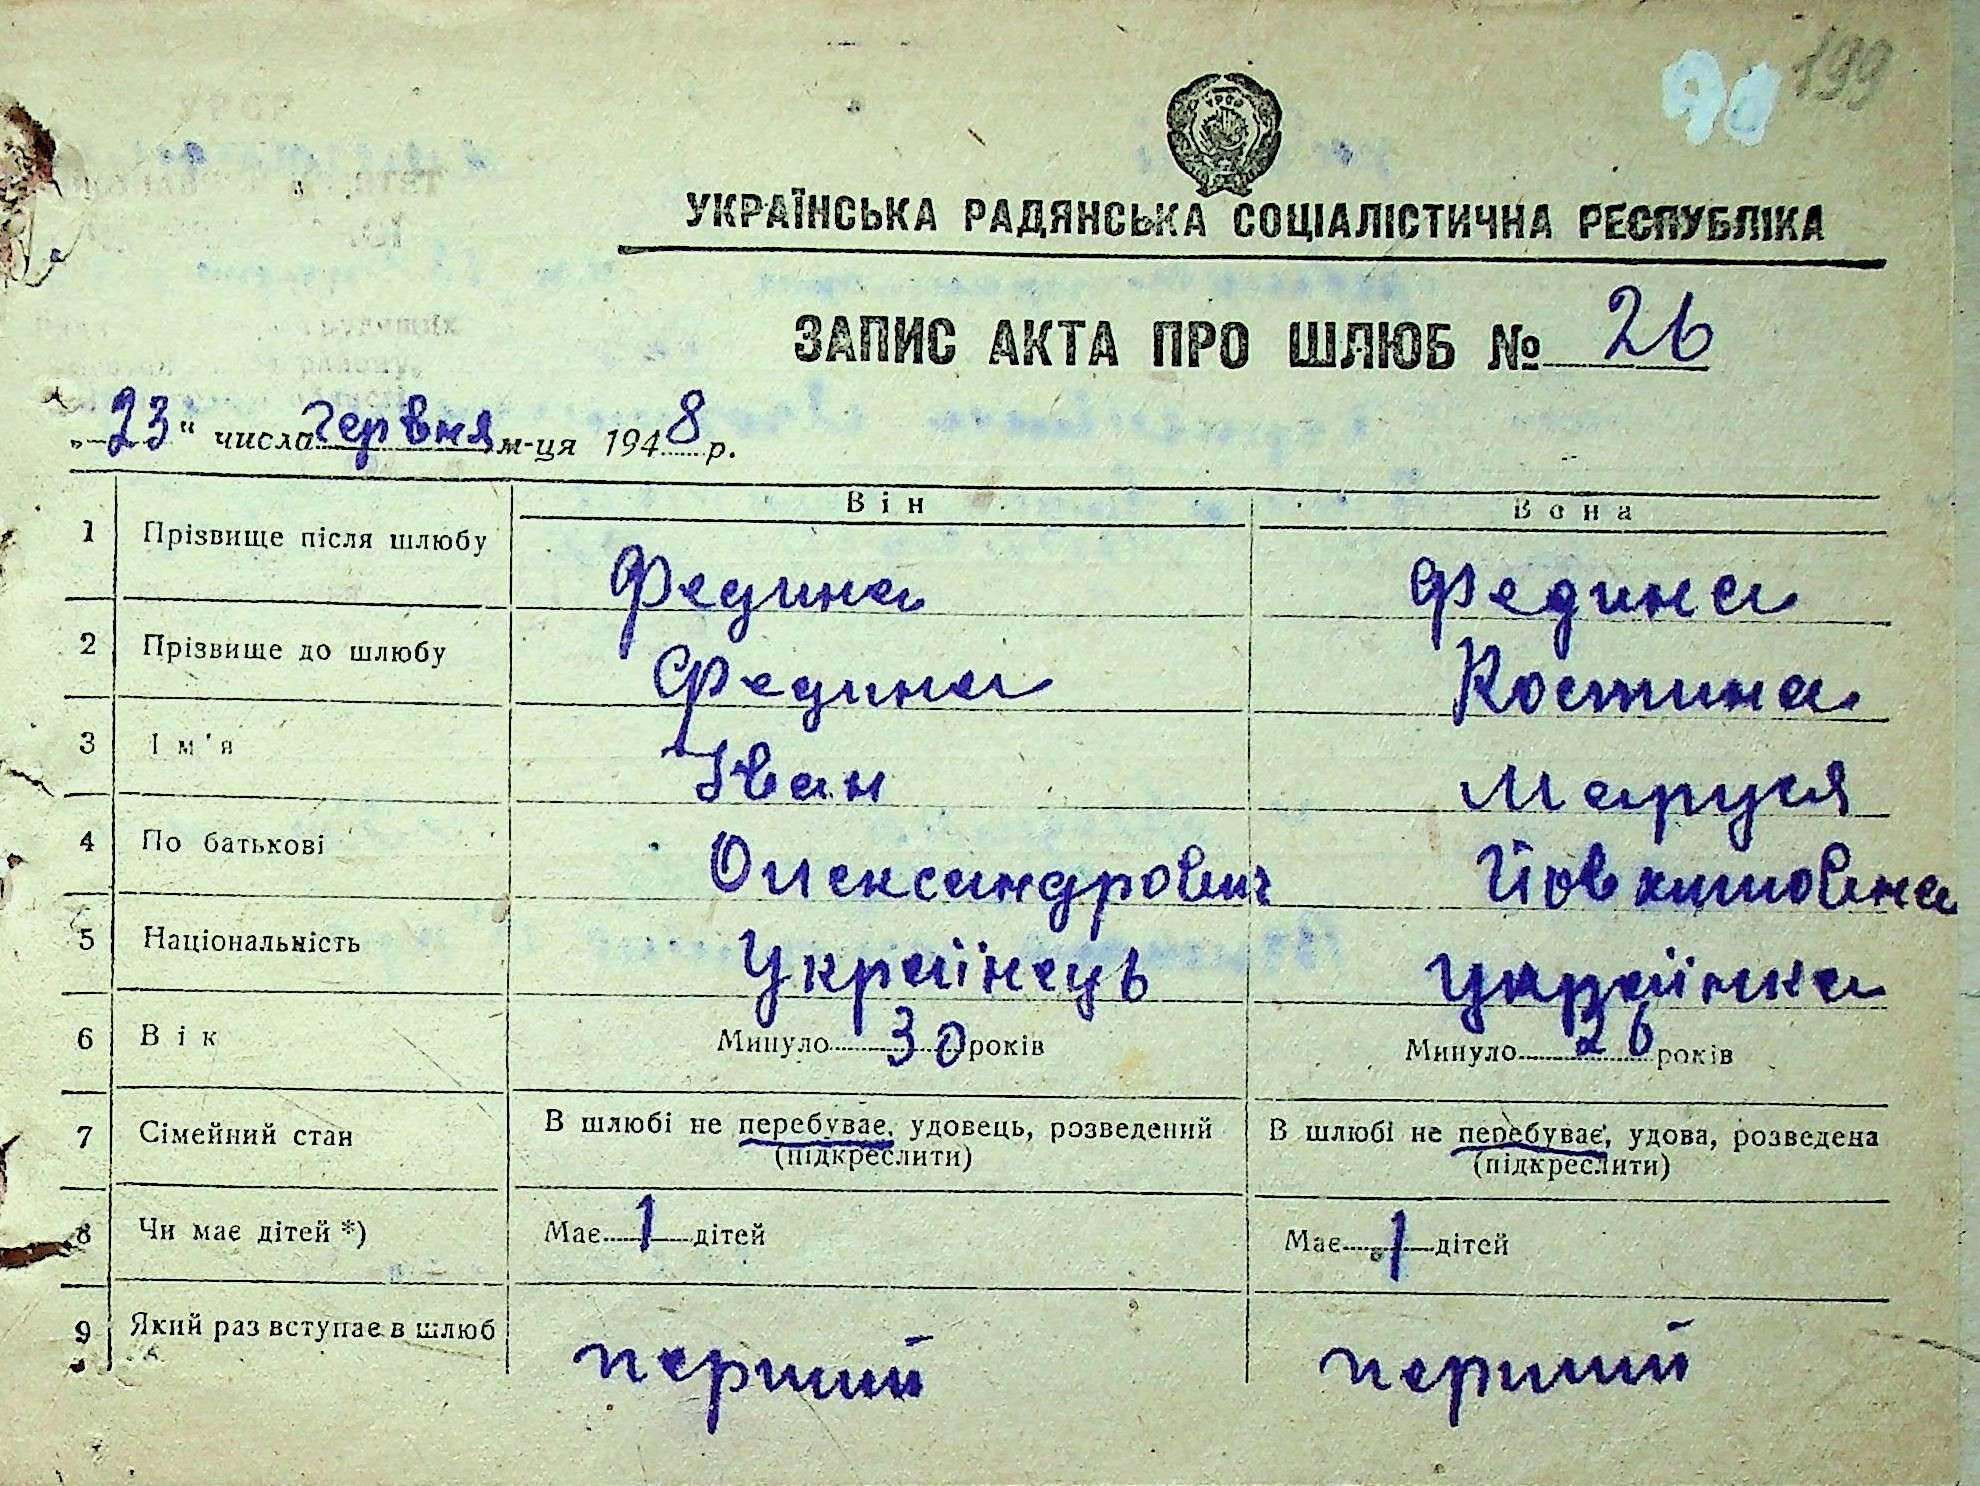 199
90
УРСР
УКРАЇНСЬКА РАДЯНСЬКА СОЦІАЛІСТИЧНА РЕСПУБЛІКА
ЗАПИС АКТА ПРО ШЛЮБ № 26
„23“ числа червня м-ця 1948 р.
Він Вона
1 Прізвище після шлюбу Федина Федина
2 Прізвище до шлюбу Федина Костина
3 Ім'я Іван Маруся
4 По батькові Олександрович
5 Національність Українець Українка
6 Вік Минуло 30 років Минуло 26 років
7 Сімейний стан В шлюбі не перебуває, удовець, розведений В шлюбі не перебуває, удова, розведена
(підкреслити) (підкреслити)
8 Чи має дітей *) Має 1 дітей Має 1 дітей
9 Який раз вступає в шлюб перший перший